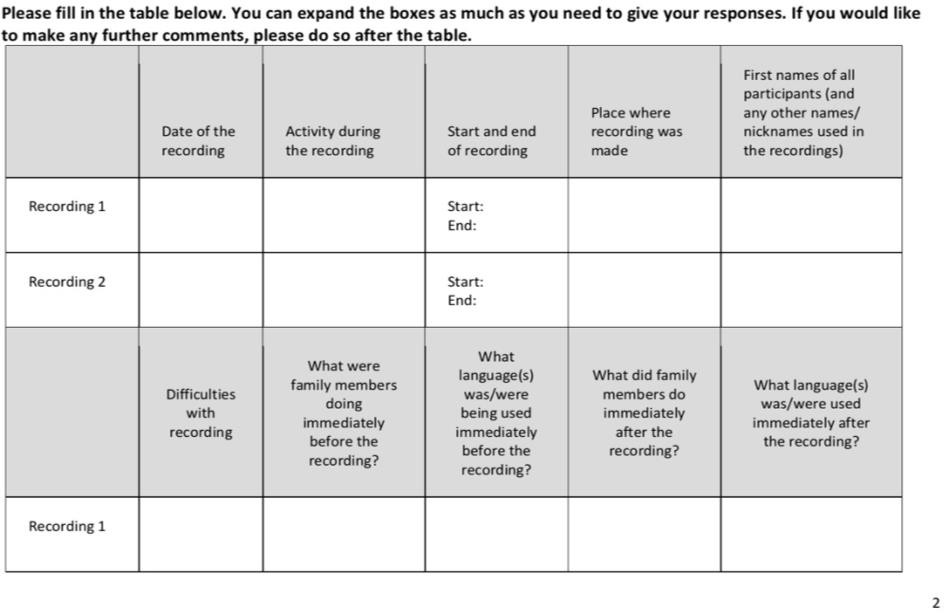 Please fill in the table below. You can expand the boxes as much as you need to give your responses. If you would like
to make any further comments, please do so after the table.
Date of the
recording
Activity during
the recording
Start and end
of recording
Place where
recording was
made
First names of all
participants (and
any other names/
nicknames used in
the recordings)
Recording 1
Start:
End:
Recording 2
Start:
End:
Difficulties
with
recording
What were
family members
doing
immediately
before the
recording?
What
language(s)
was/were
being used
immediately
before the
recording?
What did family
members do
immediately
after the
recording?
What language(s)
was/were used
immediately after
the recording?
Recording 1
2